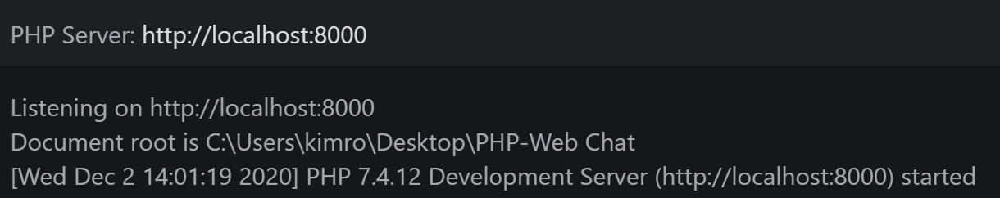 PHP Server: http://localhost:8000
Listening on http://localhost:8000
Document root is C:\Users\kimro\Desktop\PHP-Web Chat
[Wed Dec 2 14:01:19 2020] PHP 7.4.12 Development Server (http://localhost:8000) started